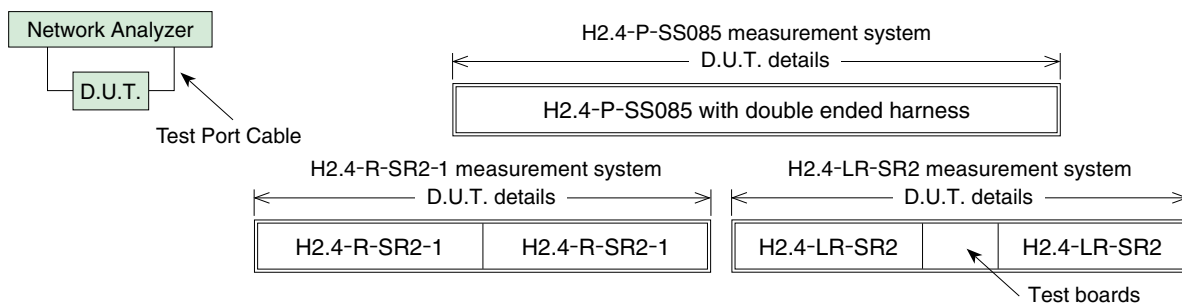 Network Analyzer
D.U.T.
Test Port Cable
H2.4-P-SS085 measurement system
D.U.T. details
H2.4-P-SS085 with double ended harness
H2.4-R-SR2-1 measurement system
D.U.T. details
H2.4-R-SR2-1
H2.4-R-SR2-1
H2.4-LR-SR2 measurement system
D.U.T. details
H2.4-LR-SR2
H2.4-LR-SR2
Test boards